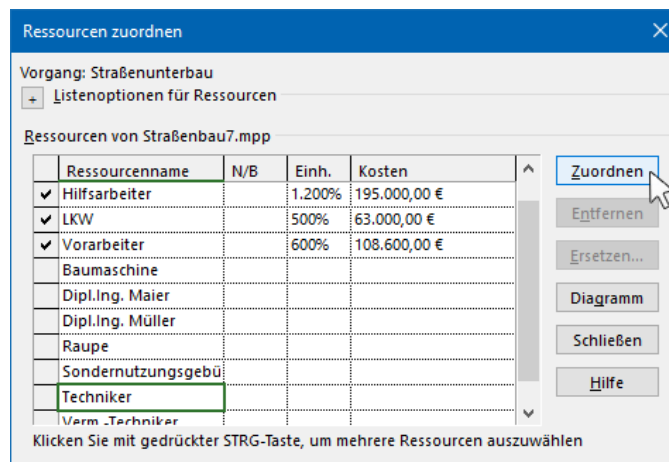 Ressourcen zuordnen
Vorgang: Straßenunterbau
+ Listenoptionen für Ressourcen
Ressourcen von Straßenbau7.mpp
Ressourcenname N/B Einh. Kosten
Hilfsarbeiter 1.200% 195.000,00 €
LKW 500% 63.000,00 €
Vorarbeiter 600% 108.600,00 €
Baumaschine
Dipl.Ing. Maier
Dipl.Ing. Müller
Raupe
Sondernutzungsgebü
Techniker
Verm.-Techniker
Zuordnen
Entfernen
Ersetzen...
Diagramm
Schließen
Hilfe
Klicken Sie mit gedrückter STRG-Taste, um mehrere Ressourcen auszuwählen